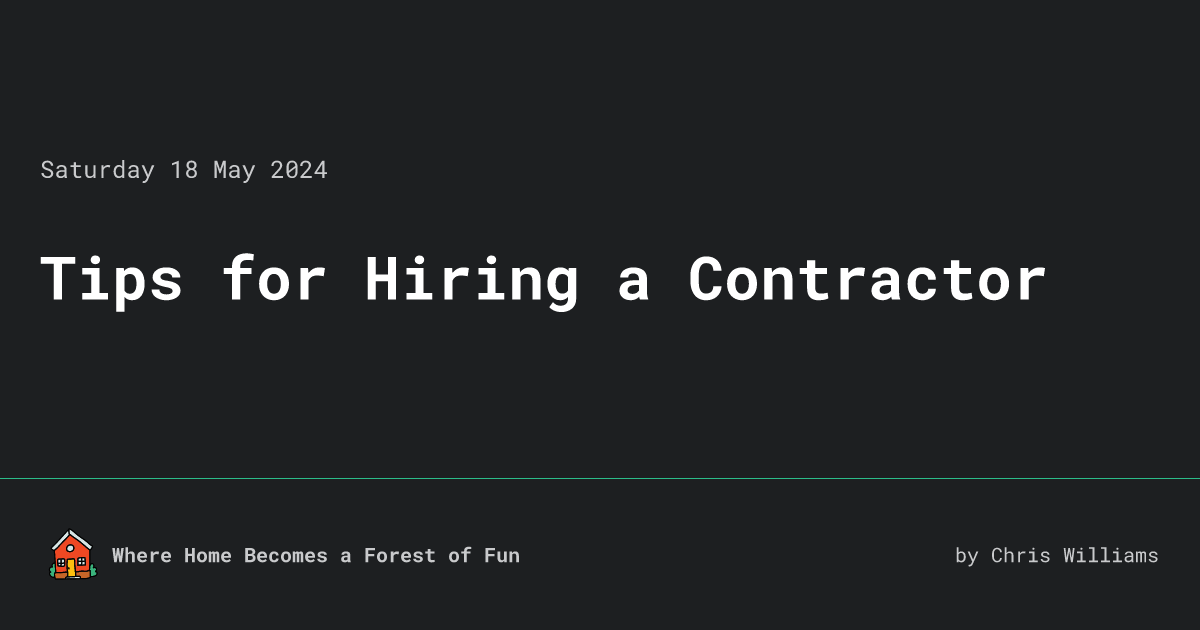 Saturday 18 May 2024
Tips for Hiring a Contractor
Where Home Becomes a Forest of Fun
by Chris Williams